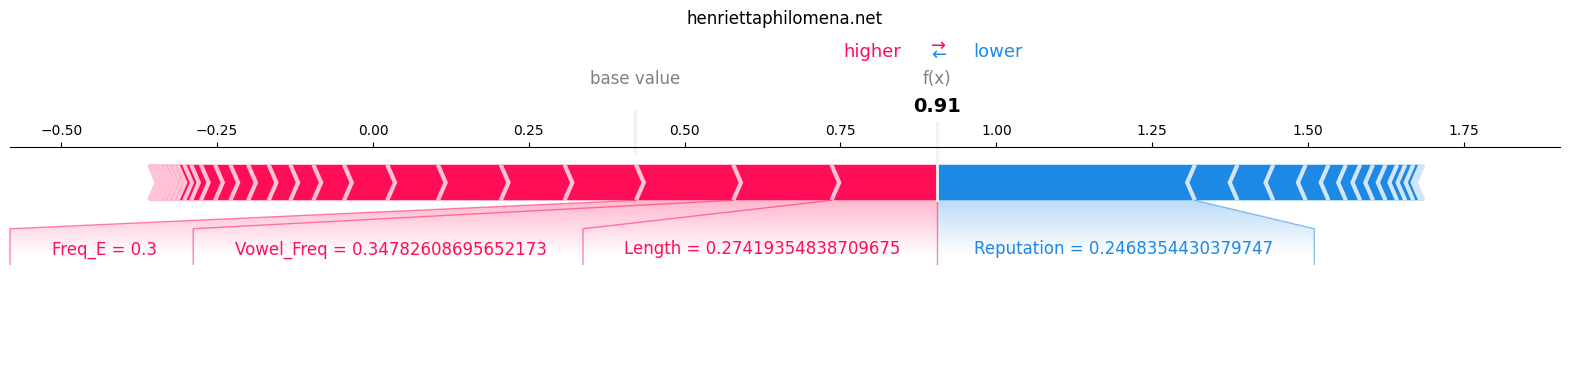 henriettaphilomena.net
higher ⇄ lower
base value f(x)
0.91
−0.50 −0.25 0.00 0.25 0.50 0.75 1.00 1.25 1.50 1.75
Freq_E = 0.3 Vowel_Freq = 0.34782608695652173 Length = 0.27419354838709675 Reputation = 0.2468354430379747